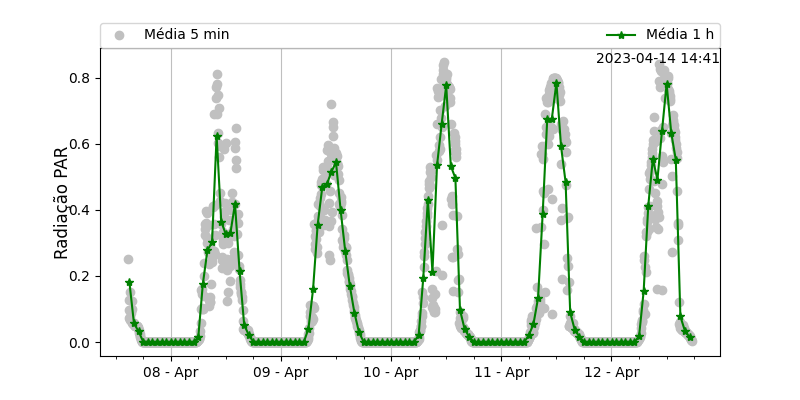 Média 5 min
Média 1 h
2023-04-14 14:41
Radiação PAR
0.8
0.6
0.4
0.2
0.0
08 - Apr
09 - Apr
10 - Apr
11 - Apr
12 - Apr